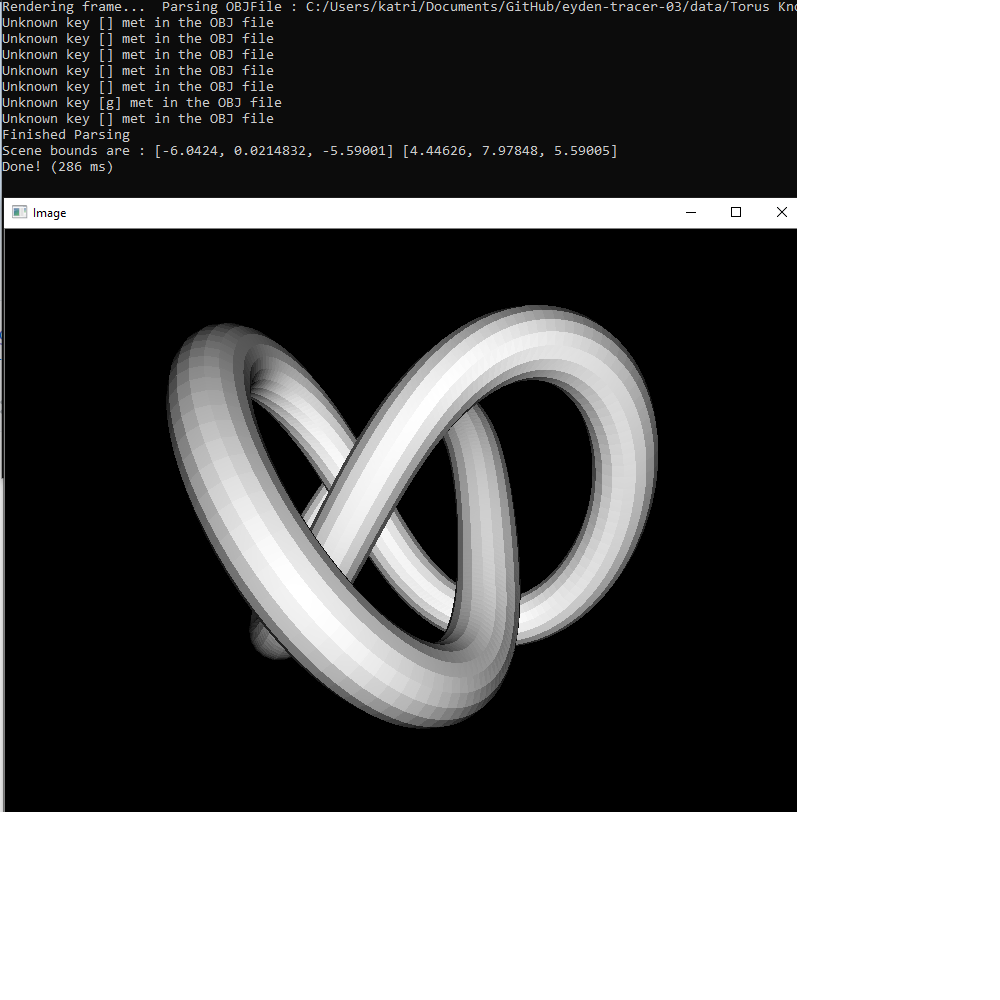 Rendering frame...  Parsing OBJFile : C:/Users/katri/Documents/GitHub/eyden-tracer-03/data/Torus
Unknown key [] met in the OBJ file
Unknown key [] met in the OBJ file
Unknown key [] met in the OBJ file
Unknown key [] met in the OBJ file
Unknown key [] met in the OBJ file
Unknown key [g] met in the OBJ file
Unknown key [] met in the OBJ file
Finished Parsing
Scene bounds are : [-6.0424, 0.0214832, -5.59001] [4.44626, 7.97848, 5.59005]
Done! (286 ms)
Image